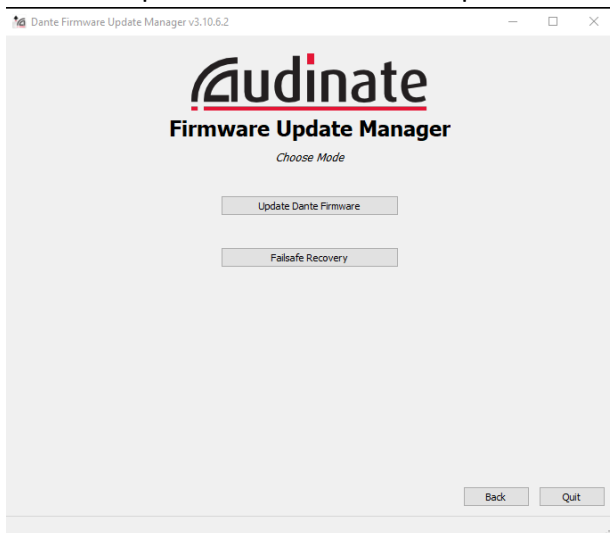 Dante Firmware Update Manager v3.10.6.2
Audinate
Firmware Update Manager
Choose Mode
Update Dante Firmware
Failsafe Recovery
Back Quit